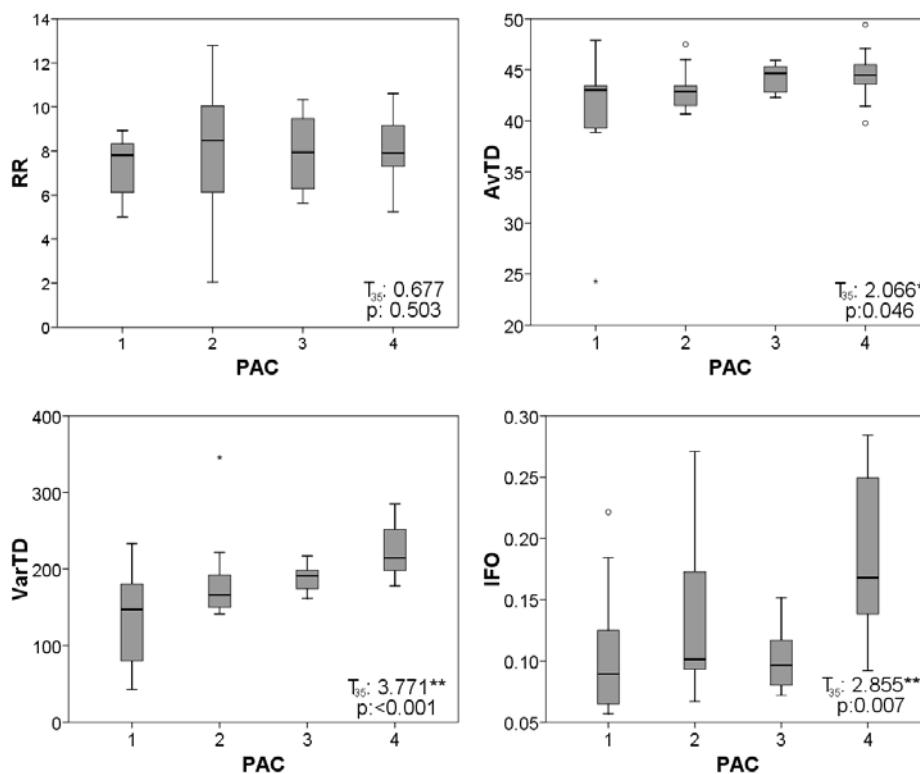 14
12
10
8
6
4
2
0
RR
1 2 3 4
PAC
T35: 0.677
p: 0.503
50
45
40
35
30
25
20
AvTD
1 2 3 4
PAC
T35: 2.066*
p:0.046
400
300
200
100
0
VarTD
1 2 3 4
PAC
T35: 3.771**
p:<0.001
0.30
0.25
0.20
0.15
0.10
0.05
IFO
1 2 3 4
PAC
T35: 2.855**
p:0.007